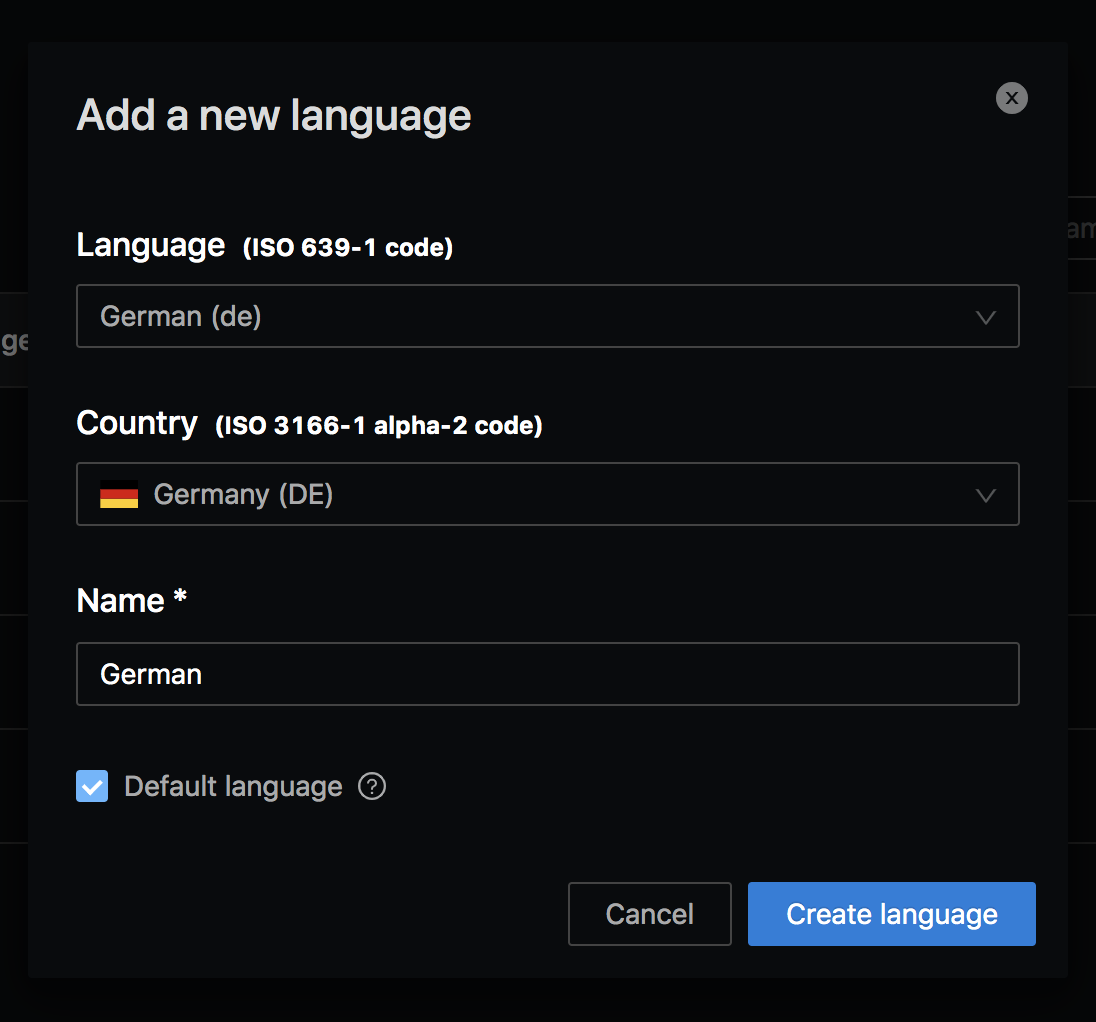 Add a new language
X
Language (ISO 639-1 code)
German (de)
Country (ISO 3166-1 alpha-2 code)
Germany (DE)
Name *
German
Default language ?
Cancel Create language